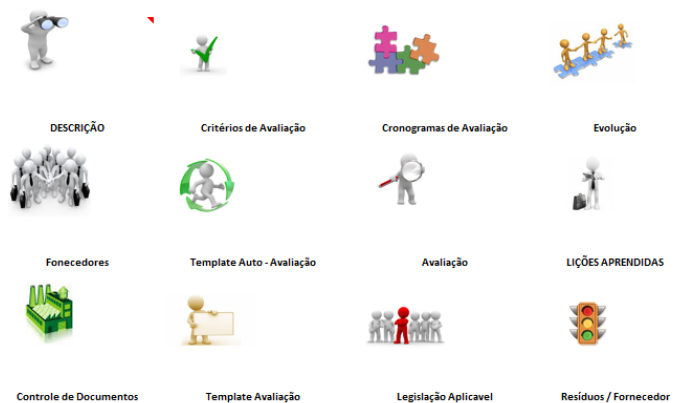 DESCRIÇÃO
Critérios de Avaliação
Cronogramas de Avaliação
Evolução
Fonecedores
Template Auto - Avaliação
Avaliação
LIÇÕES APRENDIDAS
Controle de Documentos
Template Avaliação
Legislação Aplicavel
Resíduos / Fornecedor